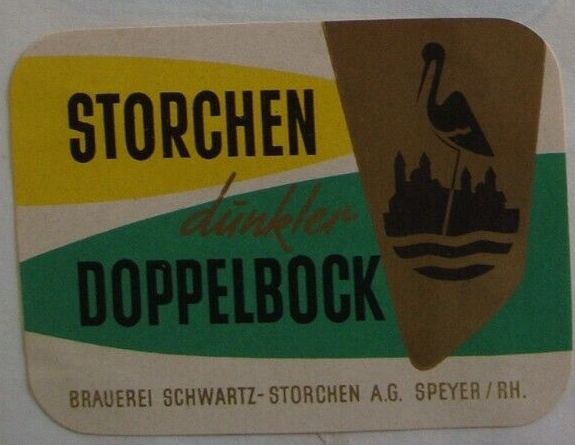 STORCHEN
dunkler
DOPPELBOCK
BRAUEREI SCHWARTZ-STORCHEN A.G. SPEYER/RH.